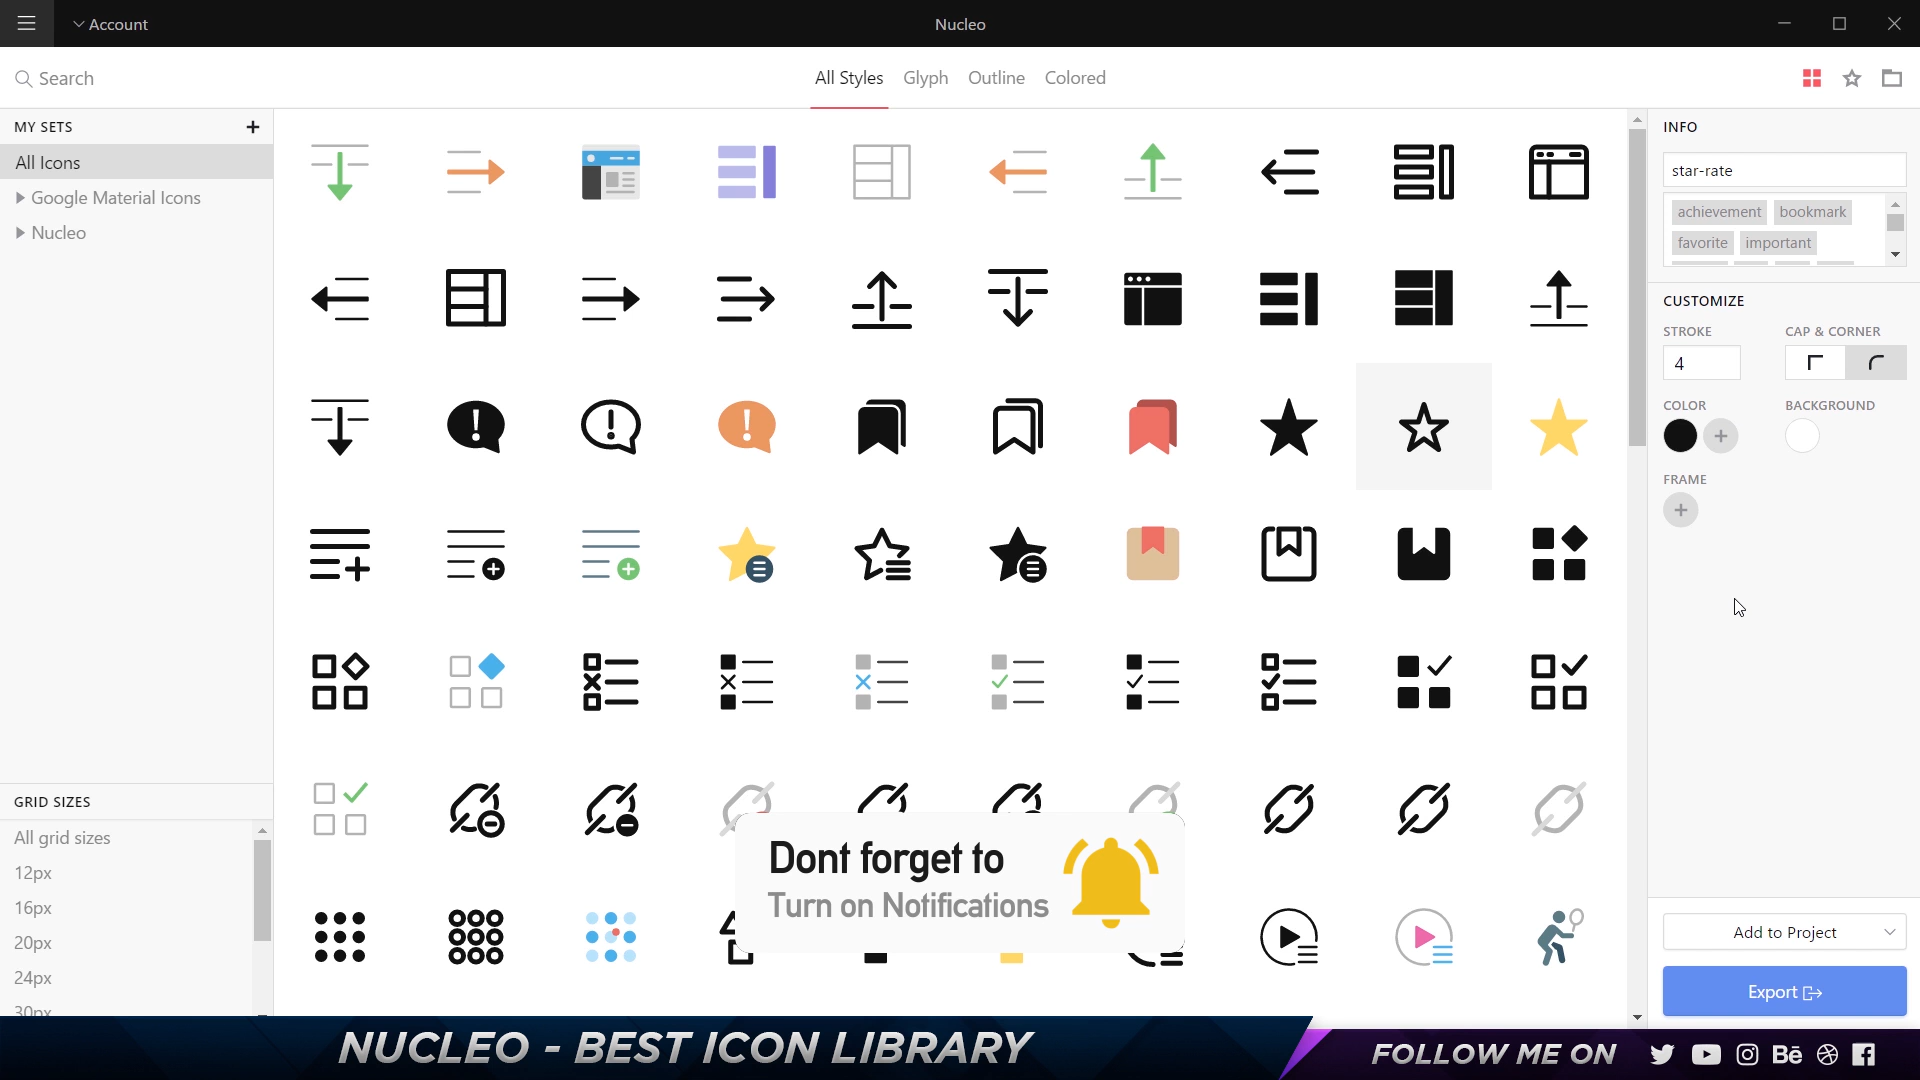 Account
Nucleo
Search
All Styles
Glyph
Outline
Colored
MY SETS
All Icons
Google Material Icons
Nucleo
GRID SIZES
All grid sizes
12px
16px
20px
24px
30px
INFO
star-rate
achievement
bookmark
favorite
important
CUSTOMIZE
STROKE
CAP & CORNER
4
COLOR
BACKGROUND
FRAME
Add to Project
Export
Dont forget to
Turn on Notifications
NUCLEO - BEST ICON LIBRARY
FOLLOW ME ON
Bē